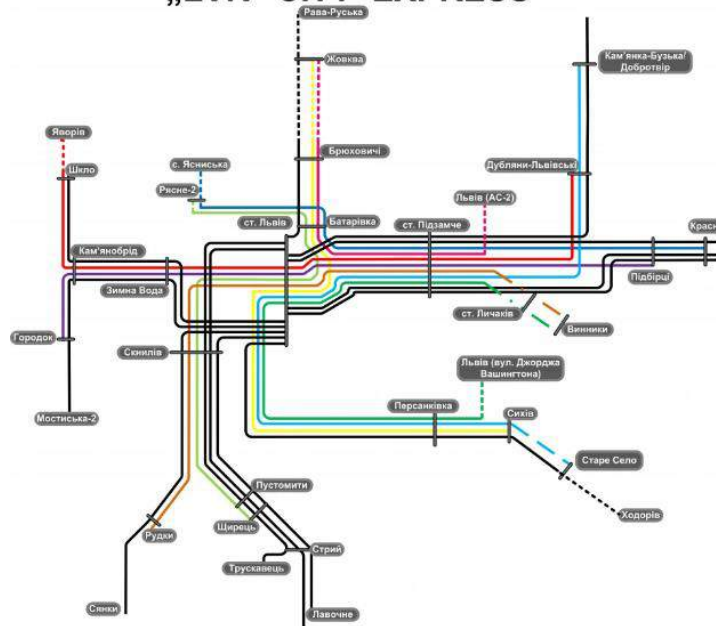 Рава-Руська
Жовква
Кам'янка-Бузька/
Добротвір
Яворів
Шкло
с. Ясниська
Рясне-2
Брюховичі
Дубляни-Львівські
Львів (АС-2)
ст. Львів
Батарівка
ст. Підзамче
Красн
Кам'янобрід
Зимна Вода
Підбірці
Городок
Скнилів
ст. Личаків
Винники
Львів (вул. Джорджа
Вашингтона)
Мостиська-2
Персанківка
Сихів
Старе Село
Пустомити
Щирець
Ходорів
Рудки
Стрий
Трускавець
Сянки
Лавочне